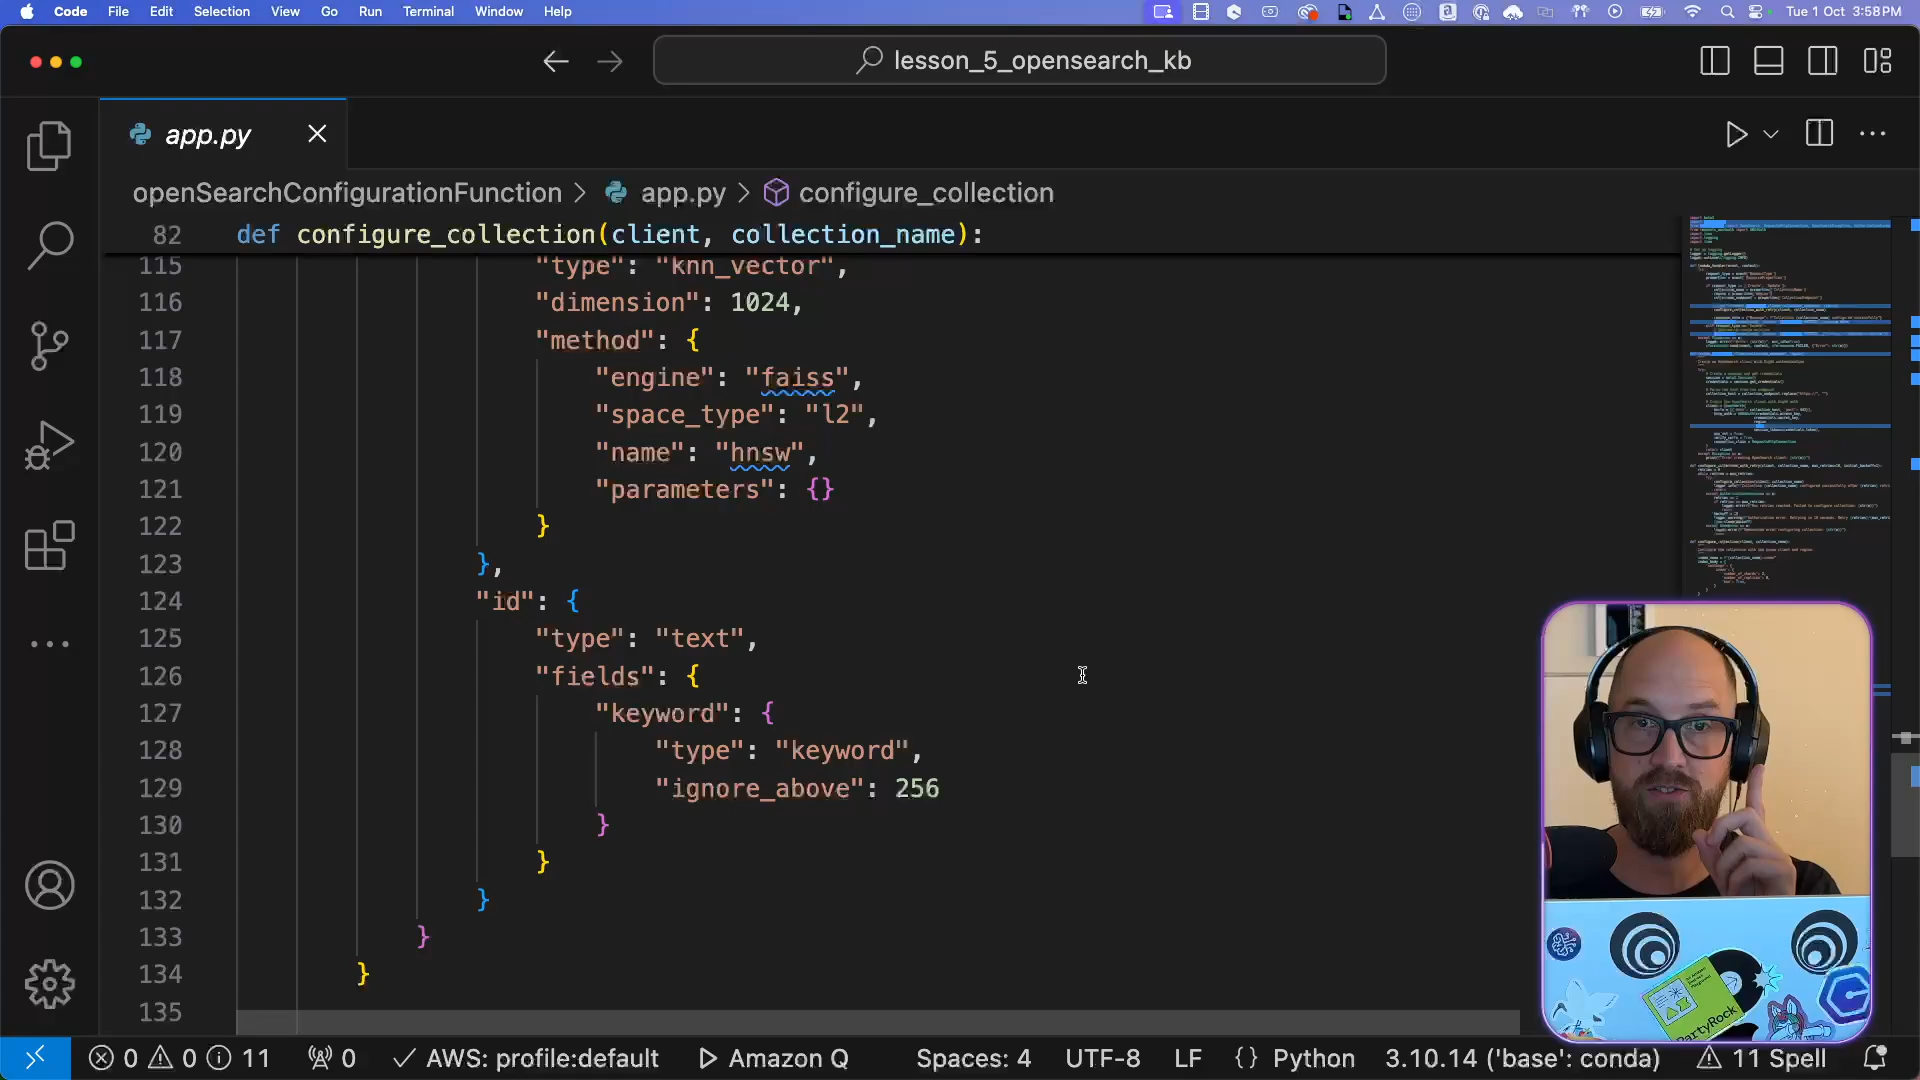 Code File Edit Selection View Go Run Terminal Window Help Tue 1 Oct 3:58 PM
lesson_5_opensearch_kb
app.py
openSearchConfigurationFunction > app.py > configure_collection
82 def configure_collection(client, collection_name):
115 "type": "knn_vector",
116 "dimension": 1024,
117 "method": {
118 "engine": "faiss",
119 "space_type": "l2",
120 "name": "hnsw",
121 "parameters": {}
122 }
123 },
124 "id": {
125 "type": "text",
126 "fields": {
127 "keyword": {
128 "type": "keyword",
129 "ignore_above": 256
130 }
131 }
132 }
133 }
134 }
135
PartyRock
0 0 11 0 AWS: profile:default Amazon Q Spaces: 4 UTF-8 LF {} Python 3.10.14 ('base': conda) 11 Spell